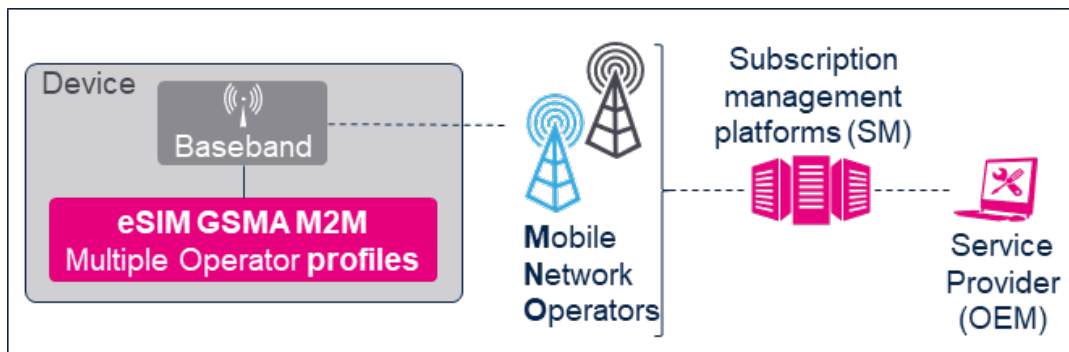 Device
Baseband
eSIM GSMA M2M
Multiple Operator profiles
Mobile
Network
Operators
Subscription
management
platforms (SM)
Service
Provider
(OEM)